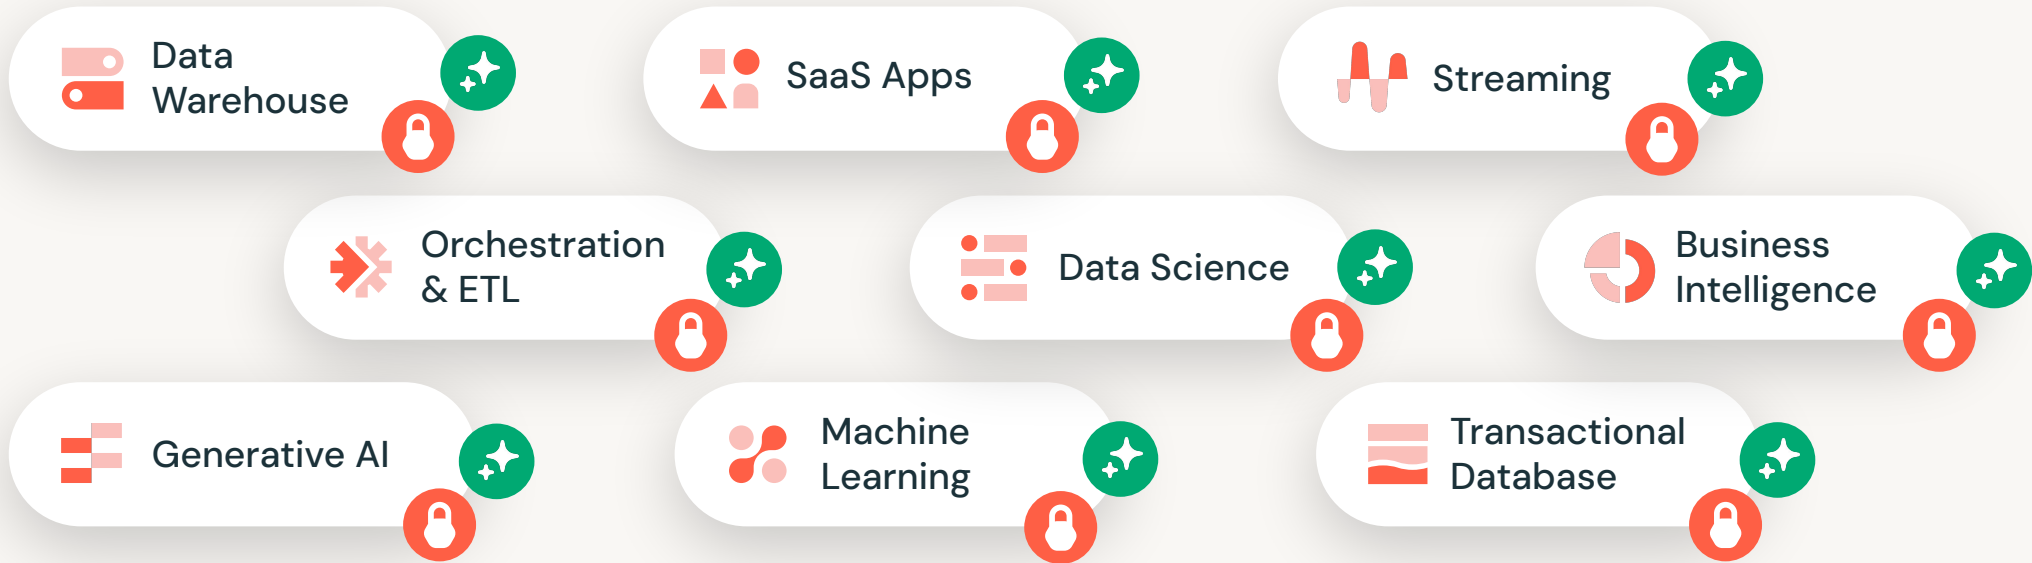 Data
Warehouse
SaaS Apps
Streaming
Orchestration
& ETL
Data Science
Business
Intelligence
Generative AI
Machine
Learning
Transactional
Database